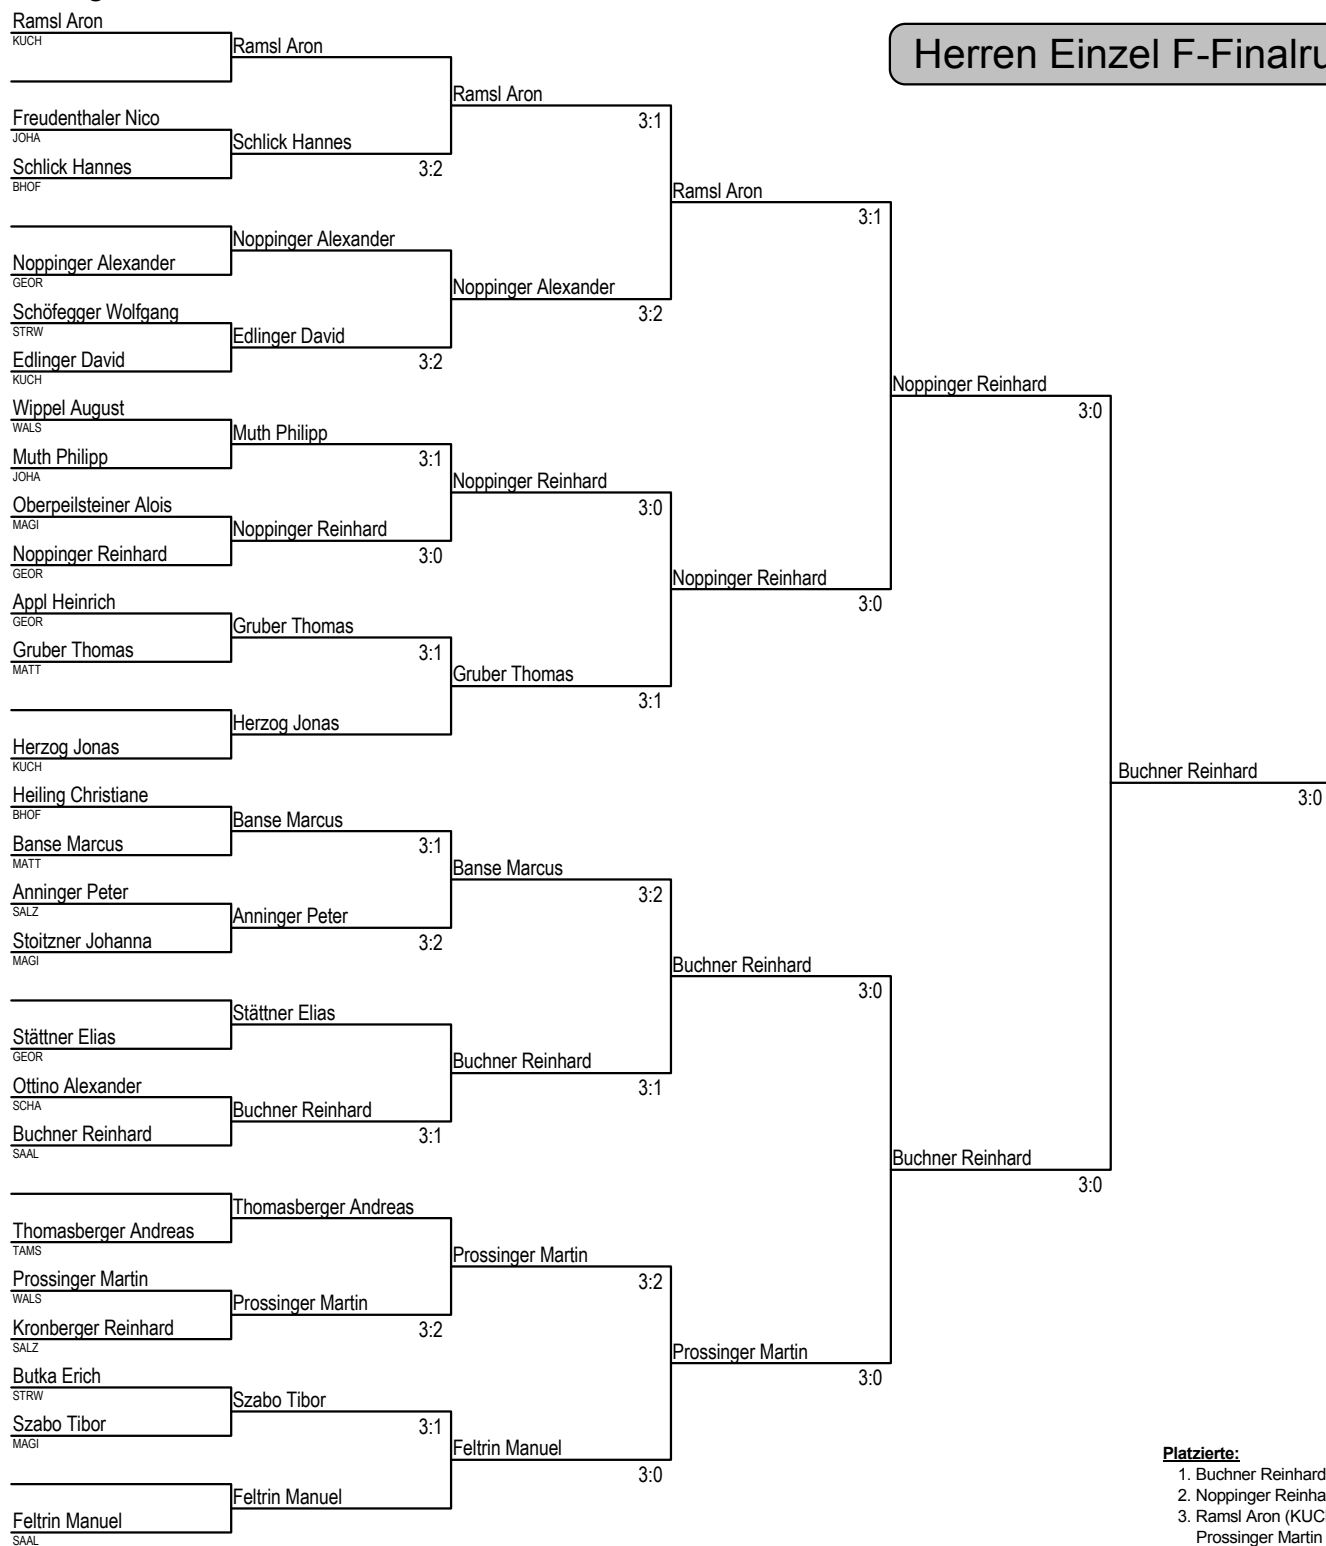 Herren Einzel F-Finalru
Ramsl Aron
KUCH
Freudenthaler Nico
JOHA
Schlick Hannes
BHOF
Noppinger Alexander
GEOR
Schöfegger Wolfgang
STRW
Edlinger David
KUCH
Wippel August
WALS
Muth Philipp
JOHA
Oberpeilsteiner Alois
MAGI
Noppinger Reinhard
GEOR
Appl Heinrich
GEOR
Gruber Thomas
MATT
Herzog Jonas
KUCH
Heiling Christiane
BHOF
Banse Marcus
MATT
Anninger Peter
SALZ
Stoitzner Johanna
MAGI
Stättner Elias
GEOR
Ottino Alexander
SCHA
Buchner Reinhard
SAAL
Thomasberger Andreas
TAMS
Prossinger Martin
WALS
Kronberger Reinhard
SALZ
Butka Erich
STRW
Szabo Tibor
MAGI
Feltrin Manuel
SAAL
Ramsl Aron
Schlick Hannes
3:2
Noppinger Alexander
Edlinger David
3:2
Muth Philipp
3:1
Noppinger Reinhard
3:0
Gruber Thomas
3:1
Herzog Jonas
Banse Marcus
3:1
Anninger Peter
3:2
Stättner Elias
Buchner Reinhard
3:1
Thomasberger Andreas
Prossinger Martin
3:2
Szabo Tibor
3:1
Feltrin Manuel
Ramsl Aron
3:1
Noppinger Alexander
3:2
Noppinger Reinhard
3:0
Gruber Thomas
3:1
Banse Marcus
3:2
Buchner Reinhard
3:1
Prossinger Martin
3:2
Feltrin Manuel
3:0
Ramsl Aron
3:1
Noppinger Reinhard
3:0
Buchner Reinhard
3:0
Prossinger Martin
3:0
Noppinger Reinhard
3:0
Buchner Reinhard
3:0
Buchner Reinhard
3:0
Platzierte:
1. Buchner Reinhard
2. Noppinger Reinha
3. Ramsl Aron (KUC
Prossinger Martin